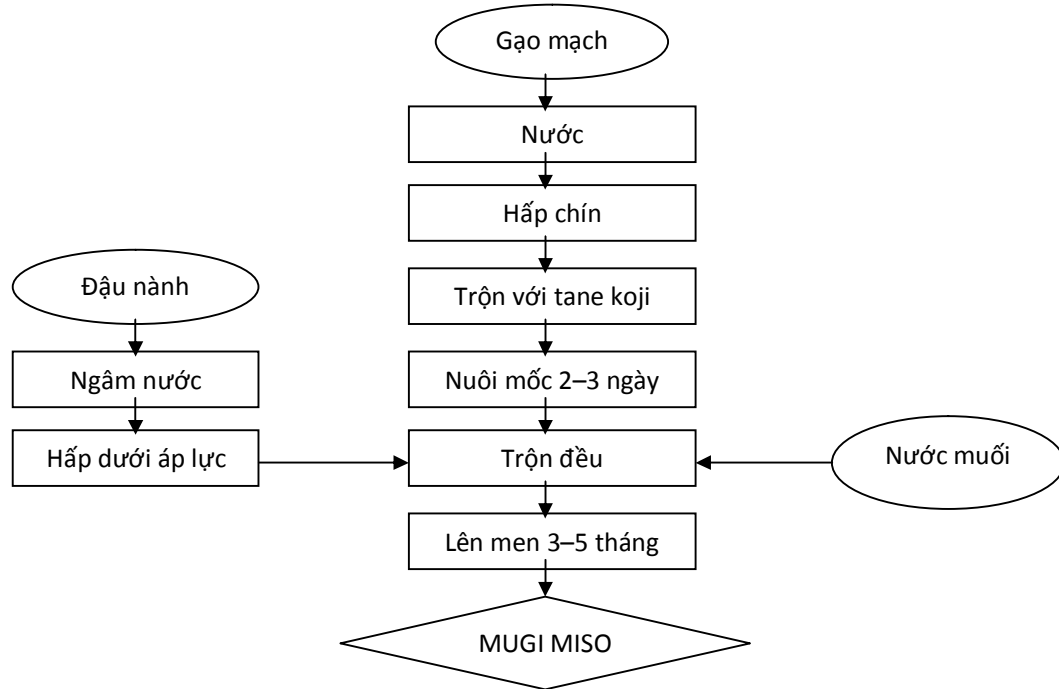 Gạo mạch
Nước
Hấp chín
Trộn với tane koji
Nuôi mốc 2–3 ngày
Đậu nành
Ngâm nước
Hấp dưới áp lực
Trộn đều
Nước muối
Lên men 3–5 tháng
MUGI MISO